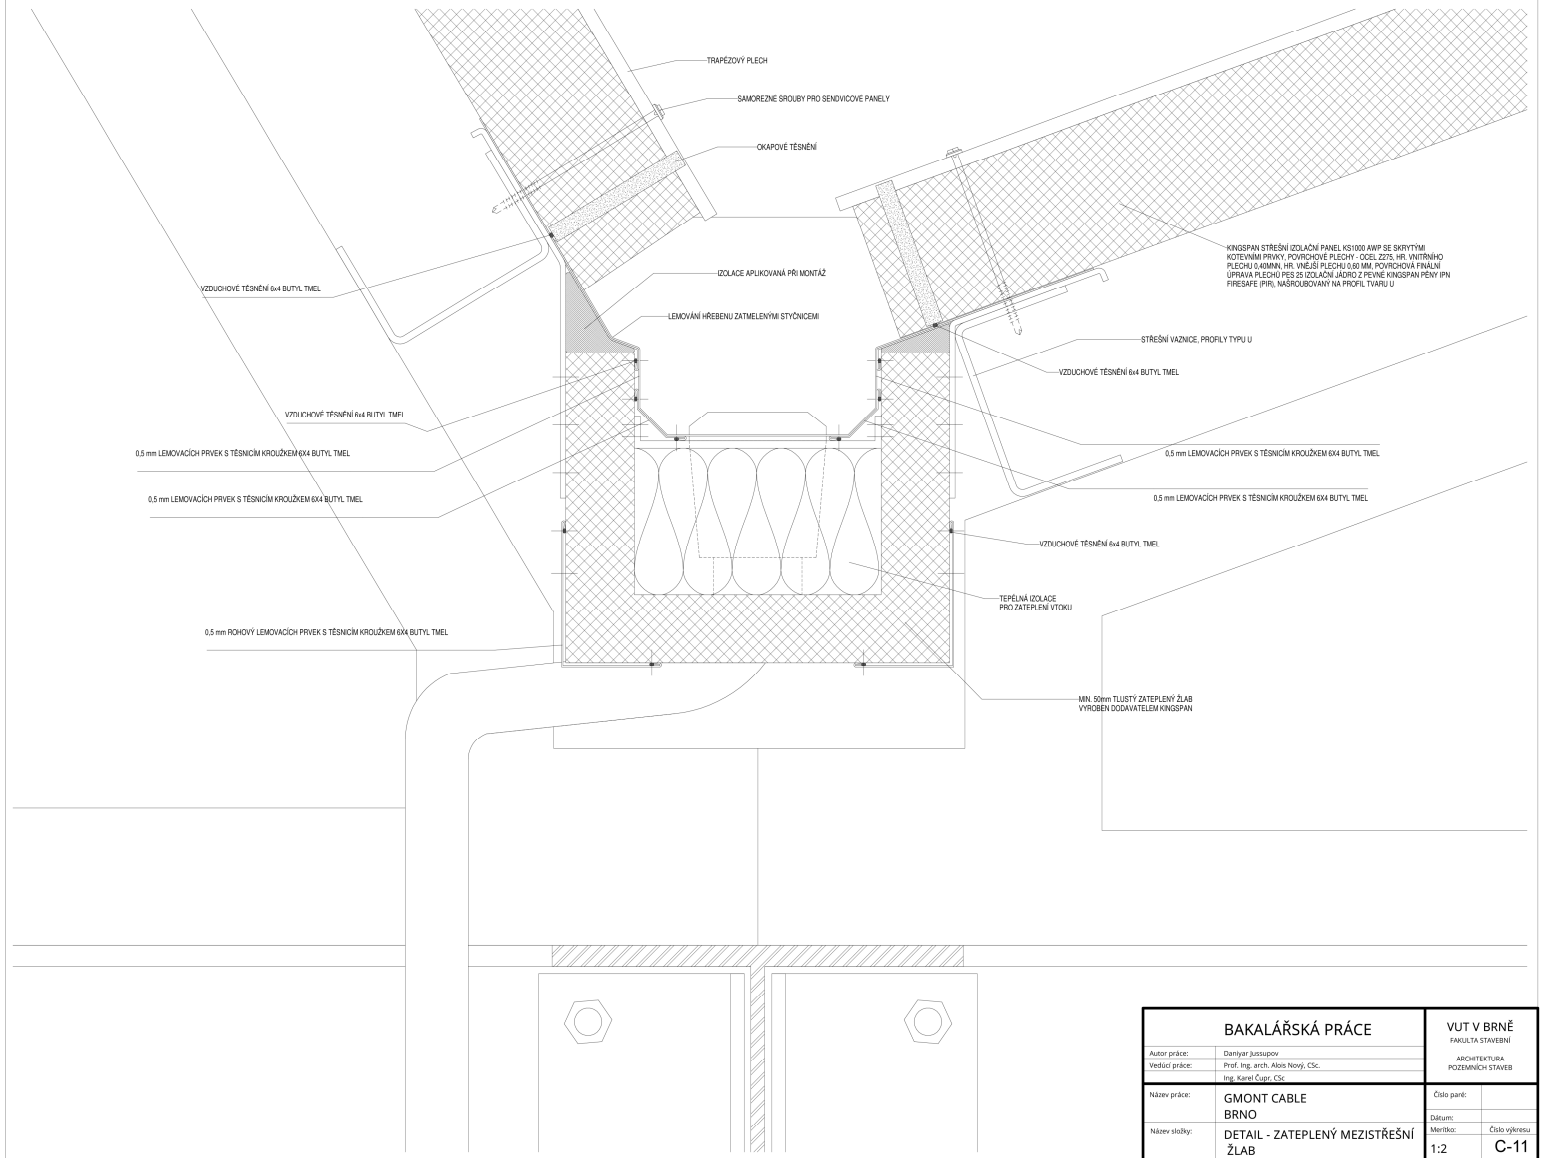 TRAPÉZOVÝ PLECH
SAMOREZNE SROUBY PRO SENDVICOVE PANELY
OKAPOVÉ TĚSNĚNÍ
KINGSPAN STŘEŠNÍ IZOLAČNÍ PANEL KS1000 AWP SE SKRYTÝMI
KOTEVNÍMI PRVKY, POVRCHOVÉ PLECHY - OCEL Z275, HR. VNITŘNÍHO
PLECHU 0,40MNN, HR. VNĚJŠÍ PLECHU 0,60 MM, POVRCHOVÁ FINÁLNÍ
ÚPRAVA PLECHŮ PES 25 IZOLAČNÍ JÁDRO Z PEVNÉ KINGSPAN PĚNY IPN
FIRESAFE (PIR), NAŠROUBOVANÝ NA PROFIL TVARU U
IZOLACE APLIKOVANÁ PŘI MONTÁŽ
VZDUCHOVÉ TĚSNĚNÍ 6x4 BUTYL TMEL
LEMOVÁNÍ HŘEBENU ZATMELENÝMI STYČNICEMI
STŘEŠNÍ VAZNICE, PROFILY TYPU U
VZDUCHOVÉ TĚSNĚNÍ 6x4 BUTYL TMEL
VZDUCHOVÉ TĚSNĚNÍ 6x4 BUTYL TMEL
0,5 mm LEMOVACÍCH PRVEK S TĚSNICÍM KROUŽKEM 6X4 BUTYL TMEL
0,5 mm LEMOVACÍCH PRVEK S TĚSNICÍM KROUŽKEM 6X4 BUTYL TMEL
0,5 mm LEMOVACÍCH PRVEK S TĚSNICÍM KROUŽKEM 6X4 BUTYL TMEL
0,5 mm LEMOVACÍCH PRVEK S TĚSNICÍM KROUŽKEM 6X4 BUTYL TMEL
VZDUCHOVÉ TĚSNĚNÍ 6x4 BUTYL TMEL
TEPELNÁ IZOLACE
PRO ZATEPLENÍ VTOKU
0,5 mm ROHOVÝ LEMOVACÍCH PRVEK S TĚSNICÍM KROUŽKEM 6X4 BUTYL TMEL
MIN. 50mm TLUSTÝ ZATEPLENÝ ŽLAB
VYROBEN DODAVATELEM KINGSPAN
BAKALÁŘSKÁ PRÁCE
VUT V BRNĚ
FAKULTA STAVEBNÍ
ARCHITEKTURA
POZEMNÍCH STAVEB
Autor práce: Daniyar Jussupov
Vedúcí práce: Prof. Ing. arch. Alois Nový, CSc.
Ing. Karel Čupr, CSc
Název práce: GMONT CABLE
BRNO
Číslo paré:
Dátum:
Název složky: DETAIL - ZATEPLENÝ MEZISTŘEŠNÍ
ŽLAB
Merítko: Číslo výkresu
1:2 C-11